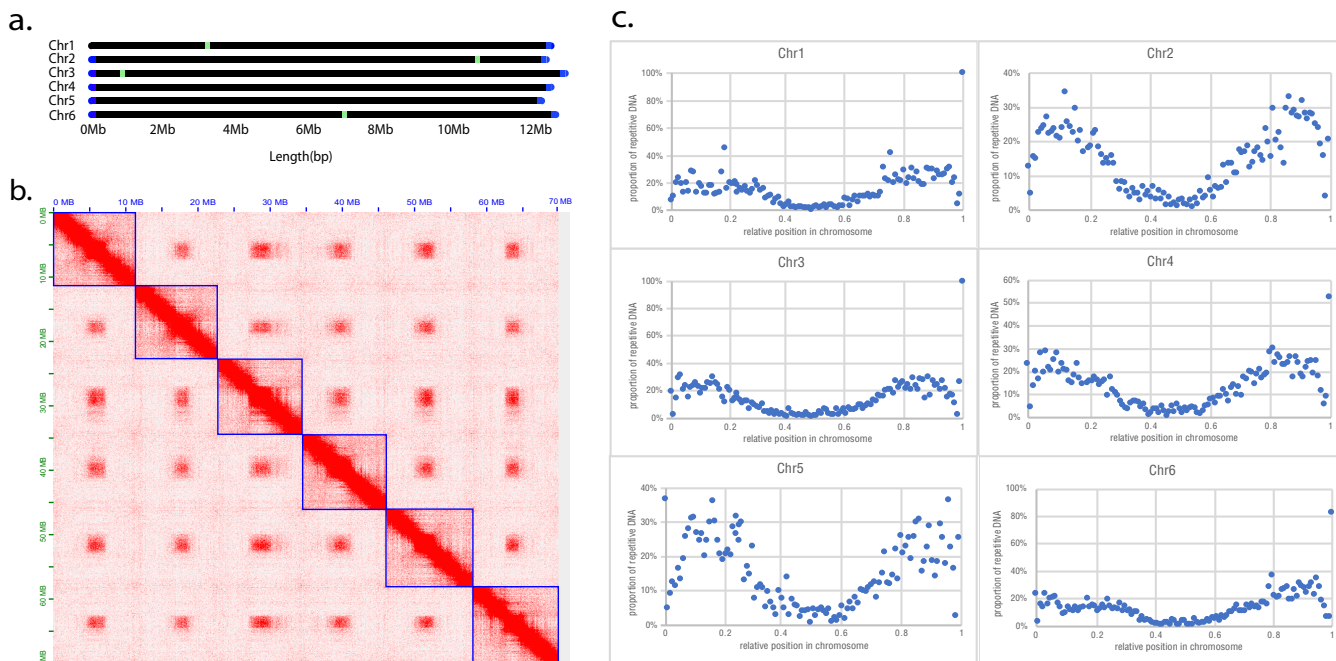 a.
Chr1
Chr2
Chr3
Chr4
Chr5
Chr6
0Mb 2Mb 4Mb 6Mb 8Mb 10Mb 12Mb
Length(bp)
b.
0 MB 10 MB 20 MB 30 MB 40 MB 50 MB 60 MB 70 MB
0 MB
10 MB
20 MB
30 MB
40 MB
50 MB
60 MB
c.
Chr1
proportion of repetitive DNA
100%
80%
60%
40%
20%
0%
0 0.2 0.4 0.6 0.8 1
relative position in chromosome
Chr2
proportion of repetitive DNA
40%
30%
20%
10%
0%
0 0.2 0.4 0.6 0.8 1
relative position in chromosome
Chr3
proportion of repetitive DNA
100%
80%
60%
40%
20%
0%
0 0.2 0.4 0.6 0.8 1
relative position in chromosome
Chr4
proportion of repetitive DNA
60%
50%
40%
30%
20%
10%
0%
0 0.2 0.4 0.6 0.8 1
relative position in chromosome
Chr5
proportion of repetitive DNA
40%
30%
20%
10%
0%
0 0.2 0.4 0.6 0.8 1
relative position in chromosome
Chr6
proportion of repetitive DNA
100%
80%
60%
40%
20%
0%
0 0.2 0.4 0.6 0.8 1
relative position in chromosome